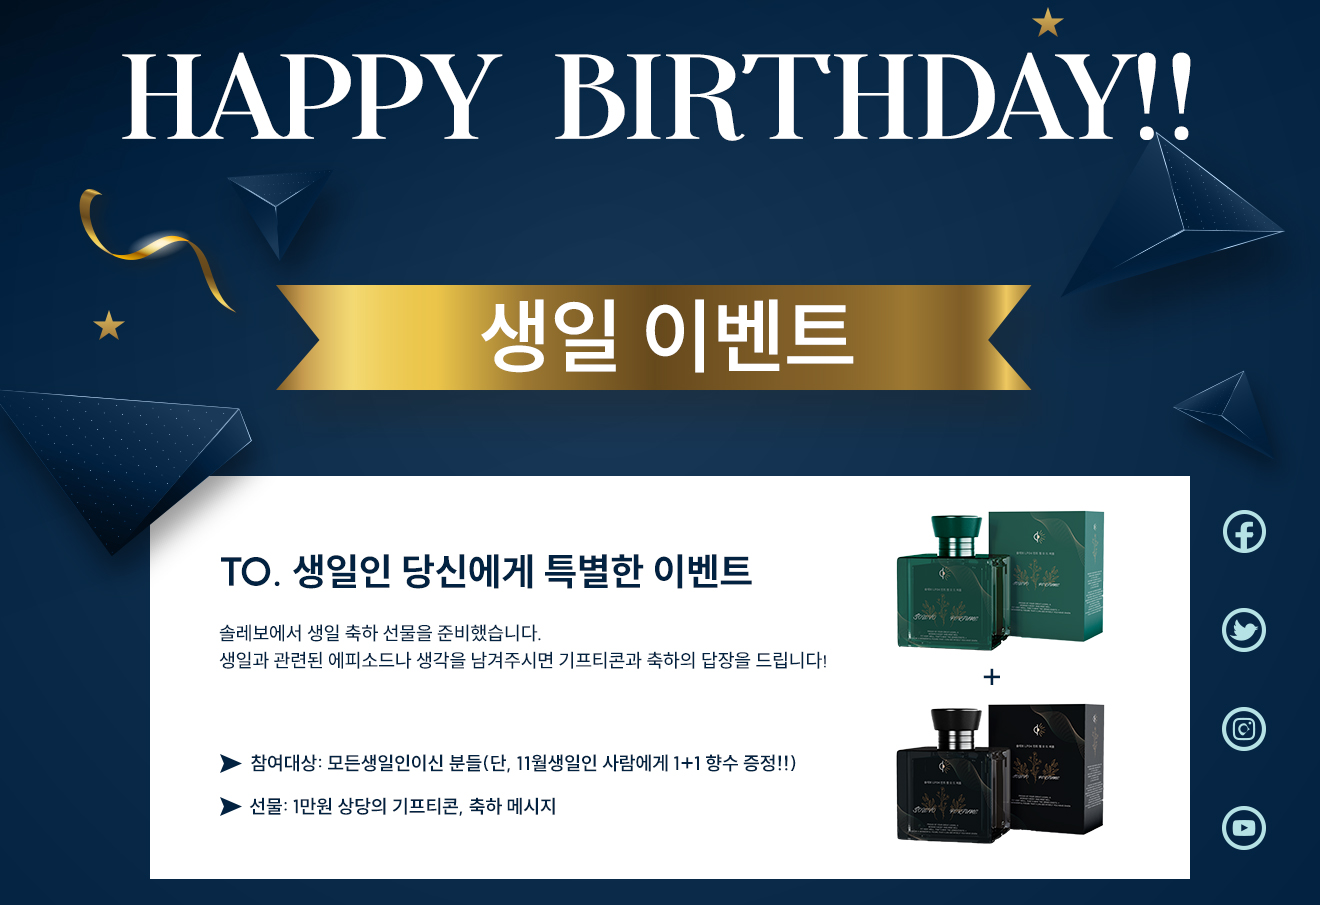 HAPPY BIRTHDAY!!
생일 이벤트
TO. 생일인 당신에게 특별한 이벤트
솔레보에서 생일 축하 선물을 준비했습니다.
생일과 관련된 에피소드나 생각을 남겨주시면 기프티콘과 축하의 답장을 드립니다!
+
➤ 참여대상: 모든생일인이신 분들(단, 11월생일인 사람에게 1+1 향수 증정!!)
➤ 선물: 1만원 상당의 기프티콘, 축하 메시지